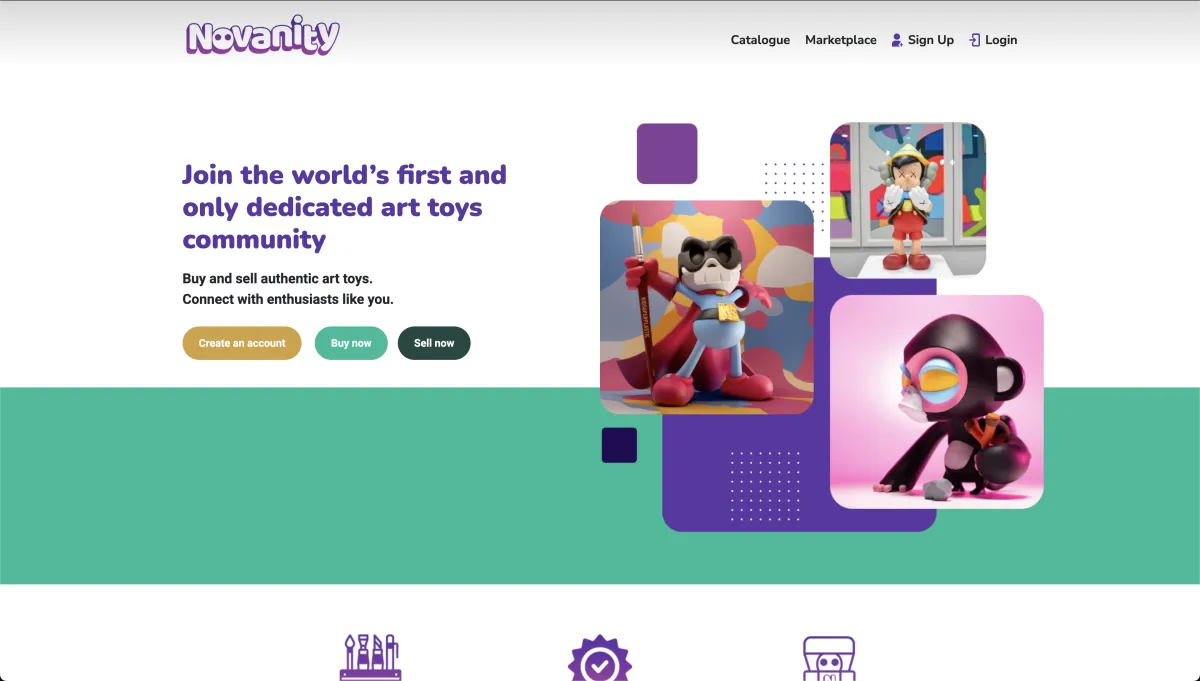 Novanity
Catalogue
Marketplace
Sign Up
Login
Join the world’s first and
only dedicated art toys
community
Buy and sell authentic art toys.
Connect with enthusiasts like you.
Create an account
Buy now
Sell now